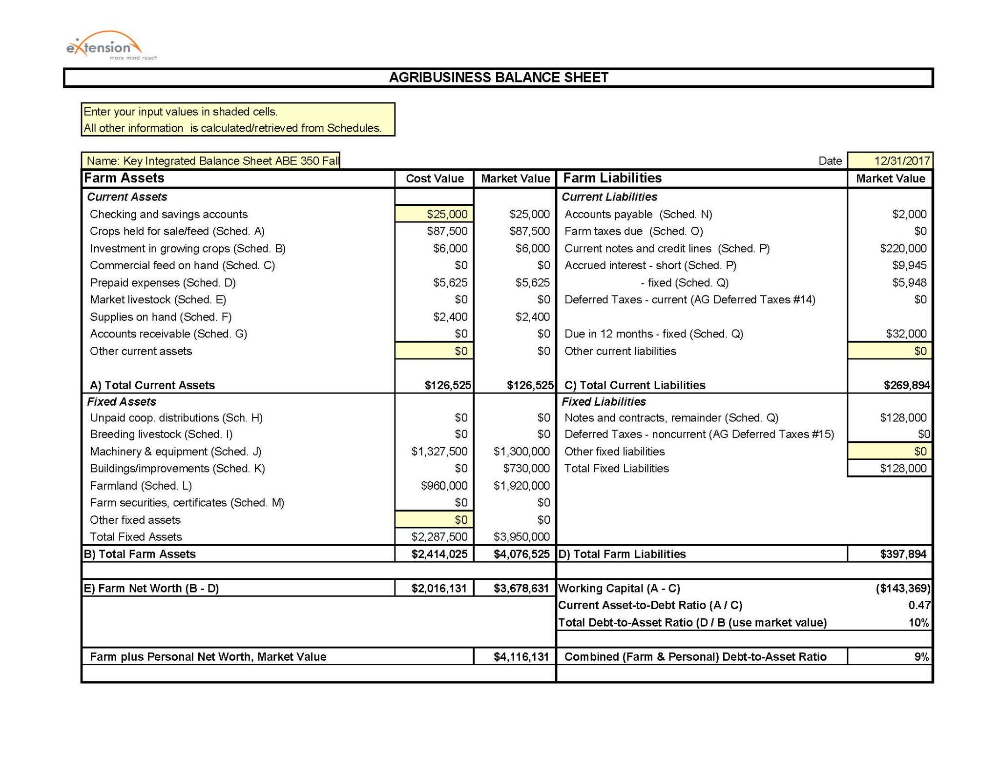 eXtension
more mind reach
AGRIBUSINESS BALANCE SHEET
Enter your input values in shaded cells.
All other information is calculated/retrieved from Schedules.
Name: Key Integrated Balance Sheet ABE 350 Fall Date 12/31/2017
Farm Assets Cost Value Market Value Farm Liabilities Market Value
Current Assets Current Liabilities
Checking and savings accounts $25,000 $25,000 Accounts payable (Sched. N) $2,000
Crops held for sale/feed (Sched. A) $87,500 $87,500 Farm taxes due (Sched. O) $0
Investment in growing crops (Sched. B) $6,000 $6,000 Current notes and credit lines (Sched. P) $220,000
Commercial feed on hand (Sched. C) $0 $0 Accrued interest - short (Sched. P) $9,945
Prepaid expenses (Sched. D) $5,625 $5,625 - fixed (Sched. Q) $5,948
Market livestock (Sched. E) $0 $0 Deferred Taxes - current (AG Deferred Taxes #14) $0
Supplies on hand (Sched. F) $2,400 $2,400
Accounts receivable (Sched. G) $0 $0 Due in 12 months - fixed (Sched. Q) $32,000
Other current assets $0 $0 Other current liabilities $0
A) Total Current Assets $126,525 $126,525 C) Total Current Liabilities $269,894
Fixed Assets Fixed Liabilities
Unpaid coop. distributions (Sch. H) $0 $0 Notes and contracts, remainder (Sched. Q) $128,000
Breeding livestock (Sched. I) $0 $0 Deferred Taxes - noncurrent (AG Deferred Taxes #15) $0
Machinery & equipment (Sched. J) $1,327,500 $1,300,000 Other fixed liabilities $0
Buildings/improvements (Sched. K) $0 $730,000 Total Fixed Liabilities $128,000
Farmland (Sched. L) $960,000 $1,920,000
Farm securities, certificates (Sched. M) $0 $0
Other fixed assets $0 $0
Total Fixed Assets $2,287,500 $3,950,000
B) Total Farm Assets $2,414,025 $4,076,525 D) Total Farm Liabilities $397,894
E) Farm Net Worth (B - D) $2,016,131 $3,678,631 Working Capital (A - C) ($143,369)
Current Asset-to-Debt Ratio (A / C) 0.47
Total Debt-to-Asset Ratio (D / B (use market value) 10%
Farm plus Personal Net Worth, Market Value $4,116,131 Combined (Farm & Personal) Debt-to-Asset Ratio 9%